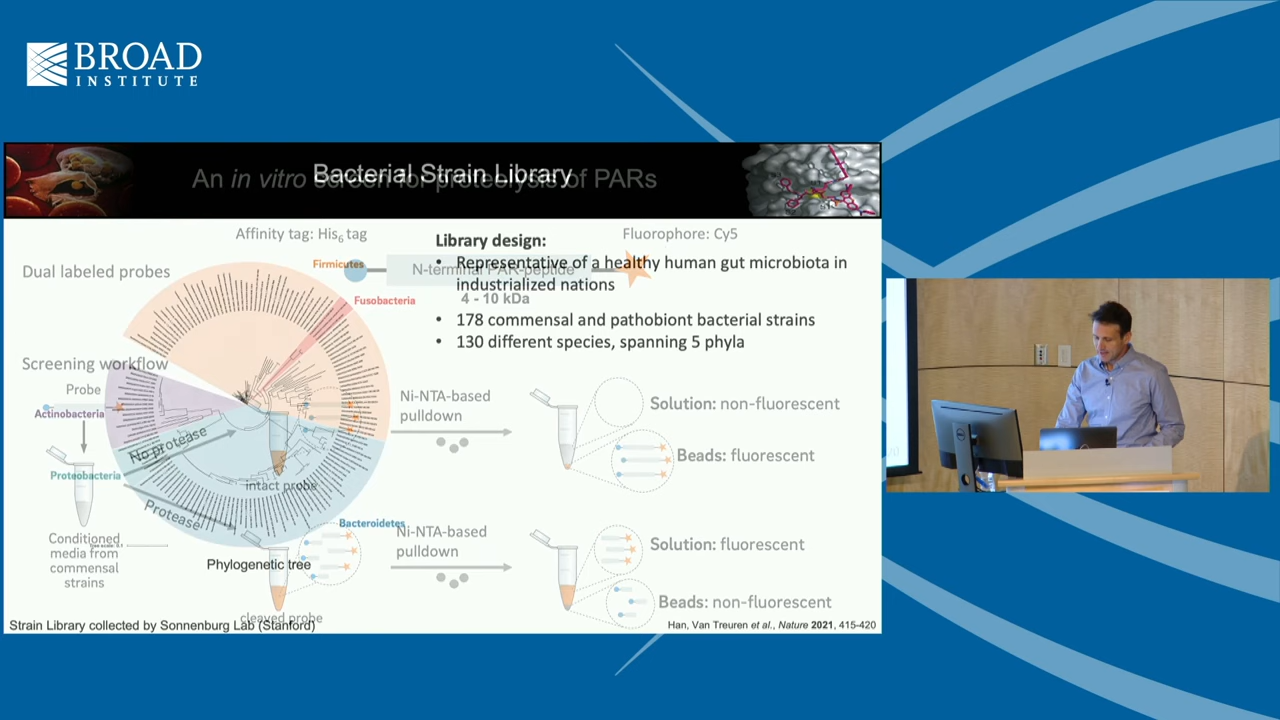 BROAD
INSTITUTE
An in vitro screen for proteolysis of PARs
Bacterial Strain Library
Affinity tag: His6 tag
Fluorophore: Cy5
Library design:
Dual labeled probes
Firmicutes
N-terminal PAR-peptide
• Representative of a healthy human gut microbiota in
industrialized nations
4 - 10 kDa
Fusobacteria
• 178 commensal and pathobiont bacterial strains
• 130 different species, spanning 5 phyla
Screening workflow
Probe
Actinobacteria
No protease
Ni-NTA-based
pulldown
Solution: non-fluorescent
Beads: fluorescent
Proteobacteria
intact probe
Protease
Bacteroidetes
Ni-NTA-based
pulldown
Conditioned
media from
commensal
strains
Solution: fluorescent
Phylogenetic tree
Beads: non-fluorescent
cleaved probe
Strain Library collected by Sonnenburg Lab (Stanford)
Han, Van Treuren et al., Nature 2021, 415-420